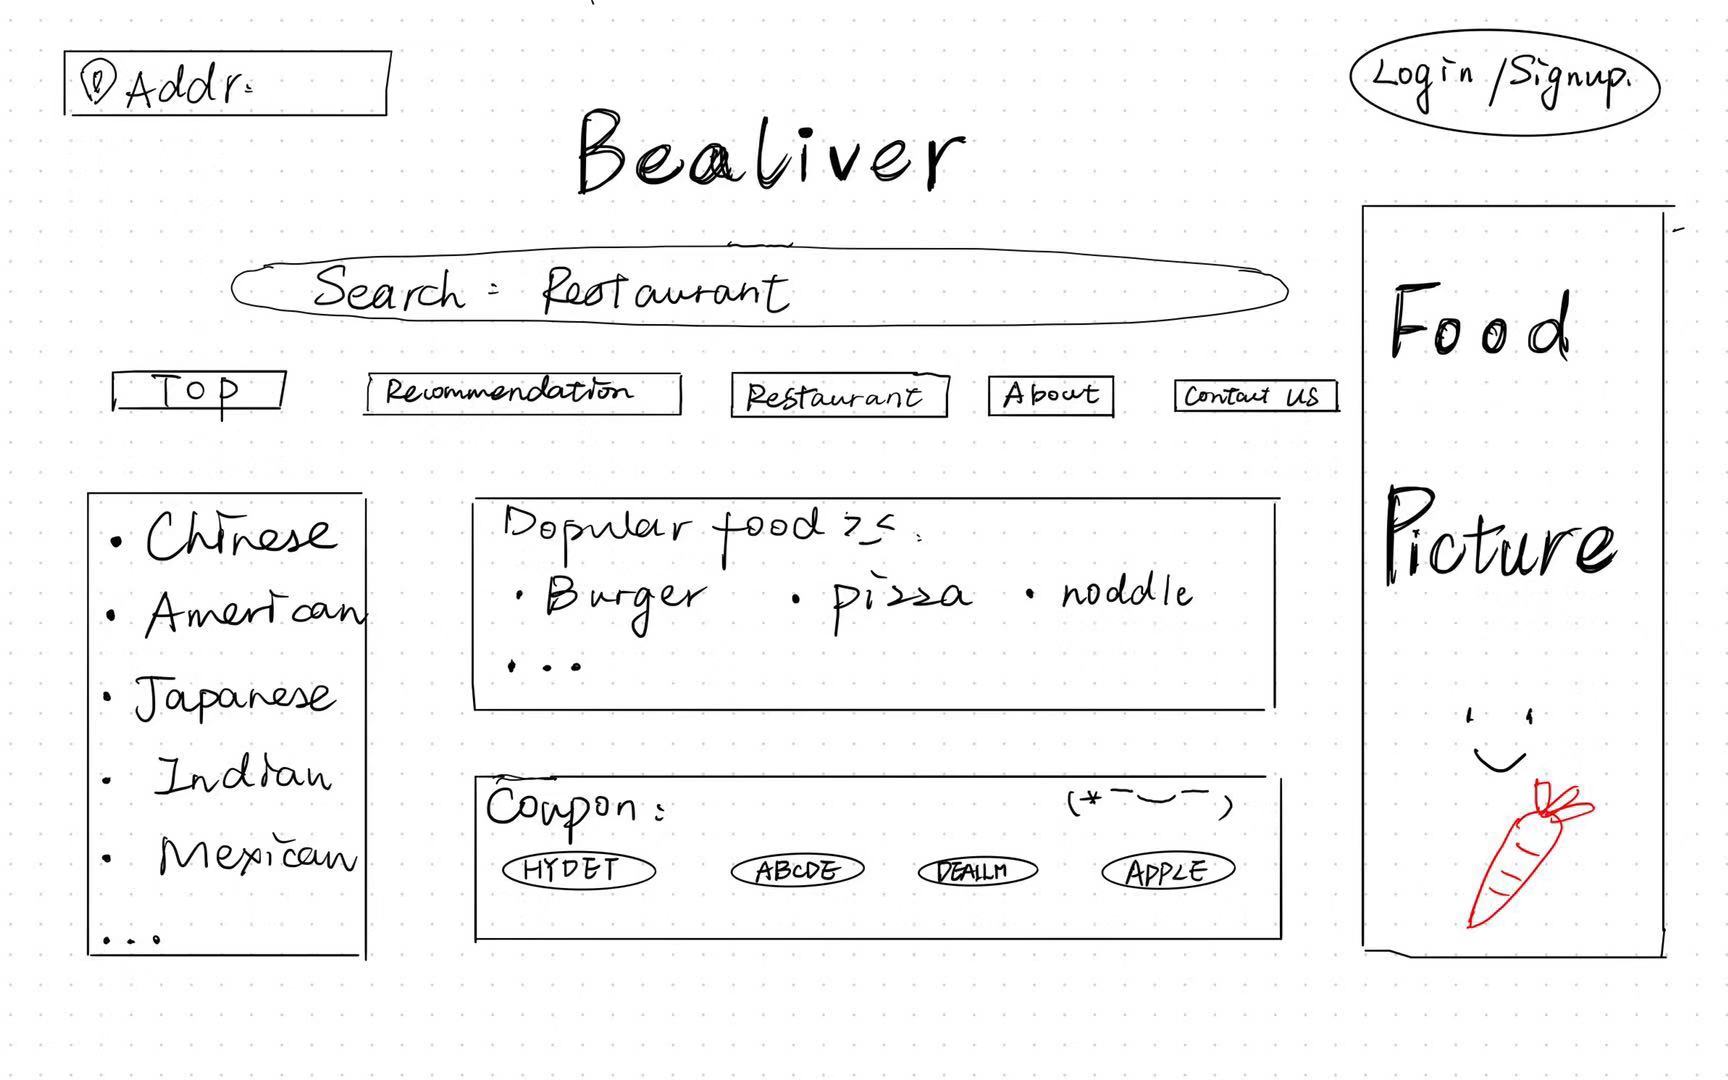 Addr:
Login / Signup.
Bealiver
Search : Restaurant
Top
Recommendation
Restaurant
About
Contact US
Food
Picture
• Chinese
• American
• Japanese
• Indian
• Mexican
...
Popular food
• Burger • pizza • noddle
...
Coupon: (*￣︶￣)
HYDET
ABCDE
APPLE